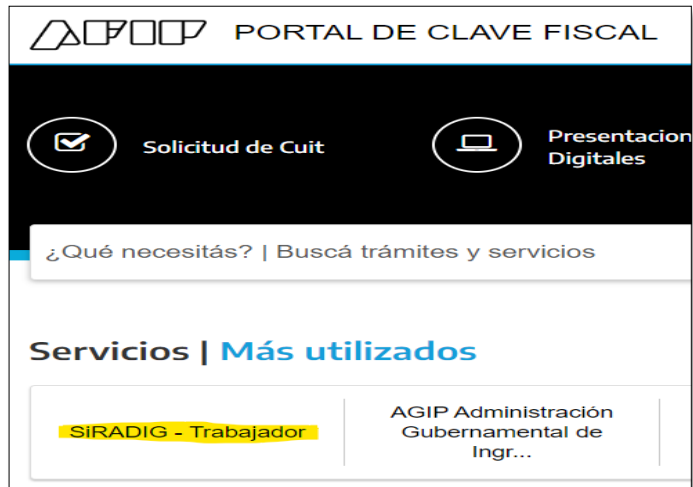 AFIP PORTAL DE CLAVE FISCAL
Solicitud de Cuit
Presentacion
Digitales
¿Qué necesitás? | Buscá trámites y servicios
Servicios | Más utilizados
SiRADIG - Trabajador
AGIP Administración
Gubernamental de
Ingr...